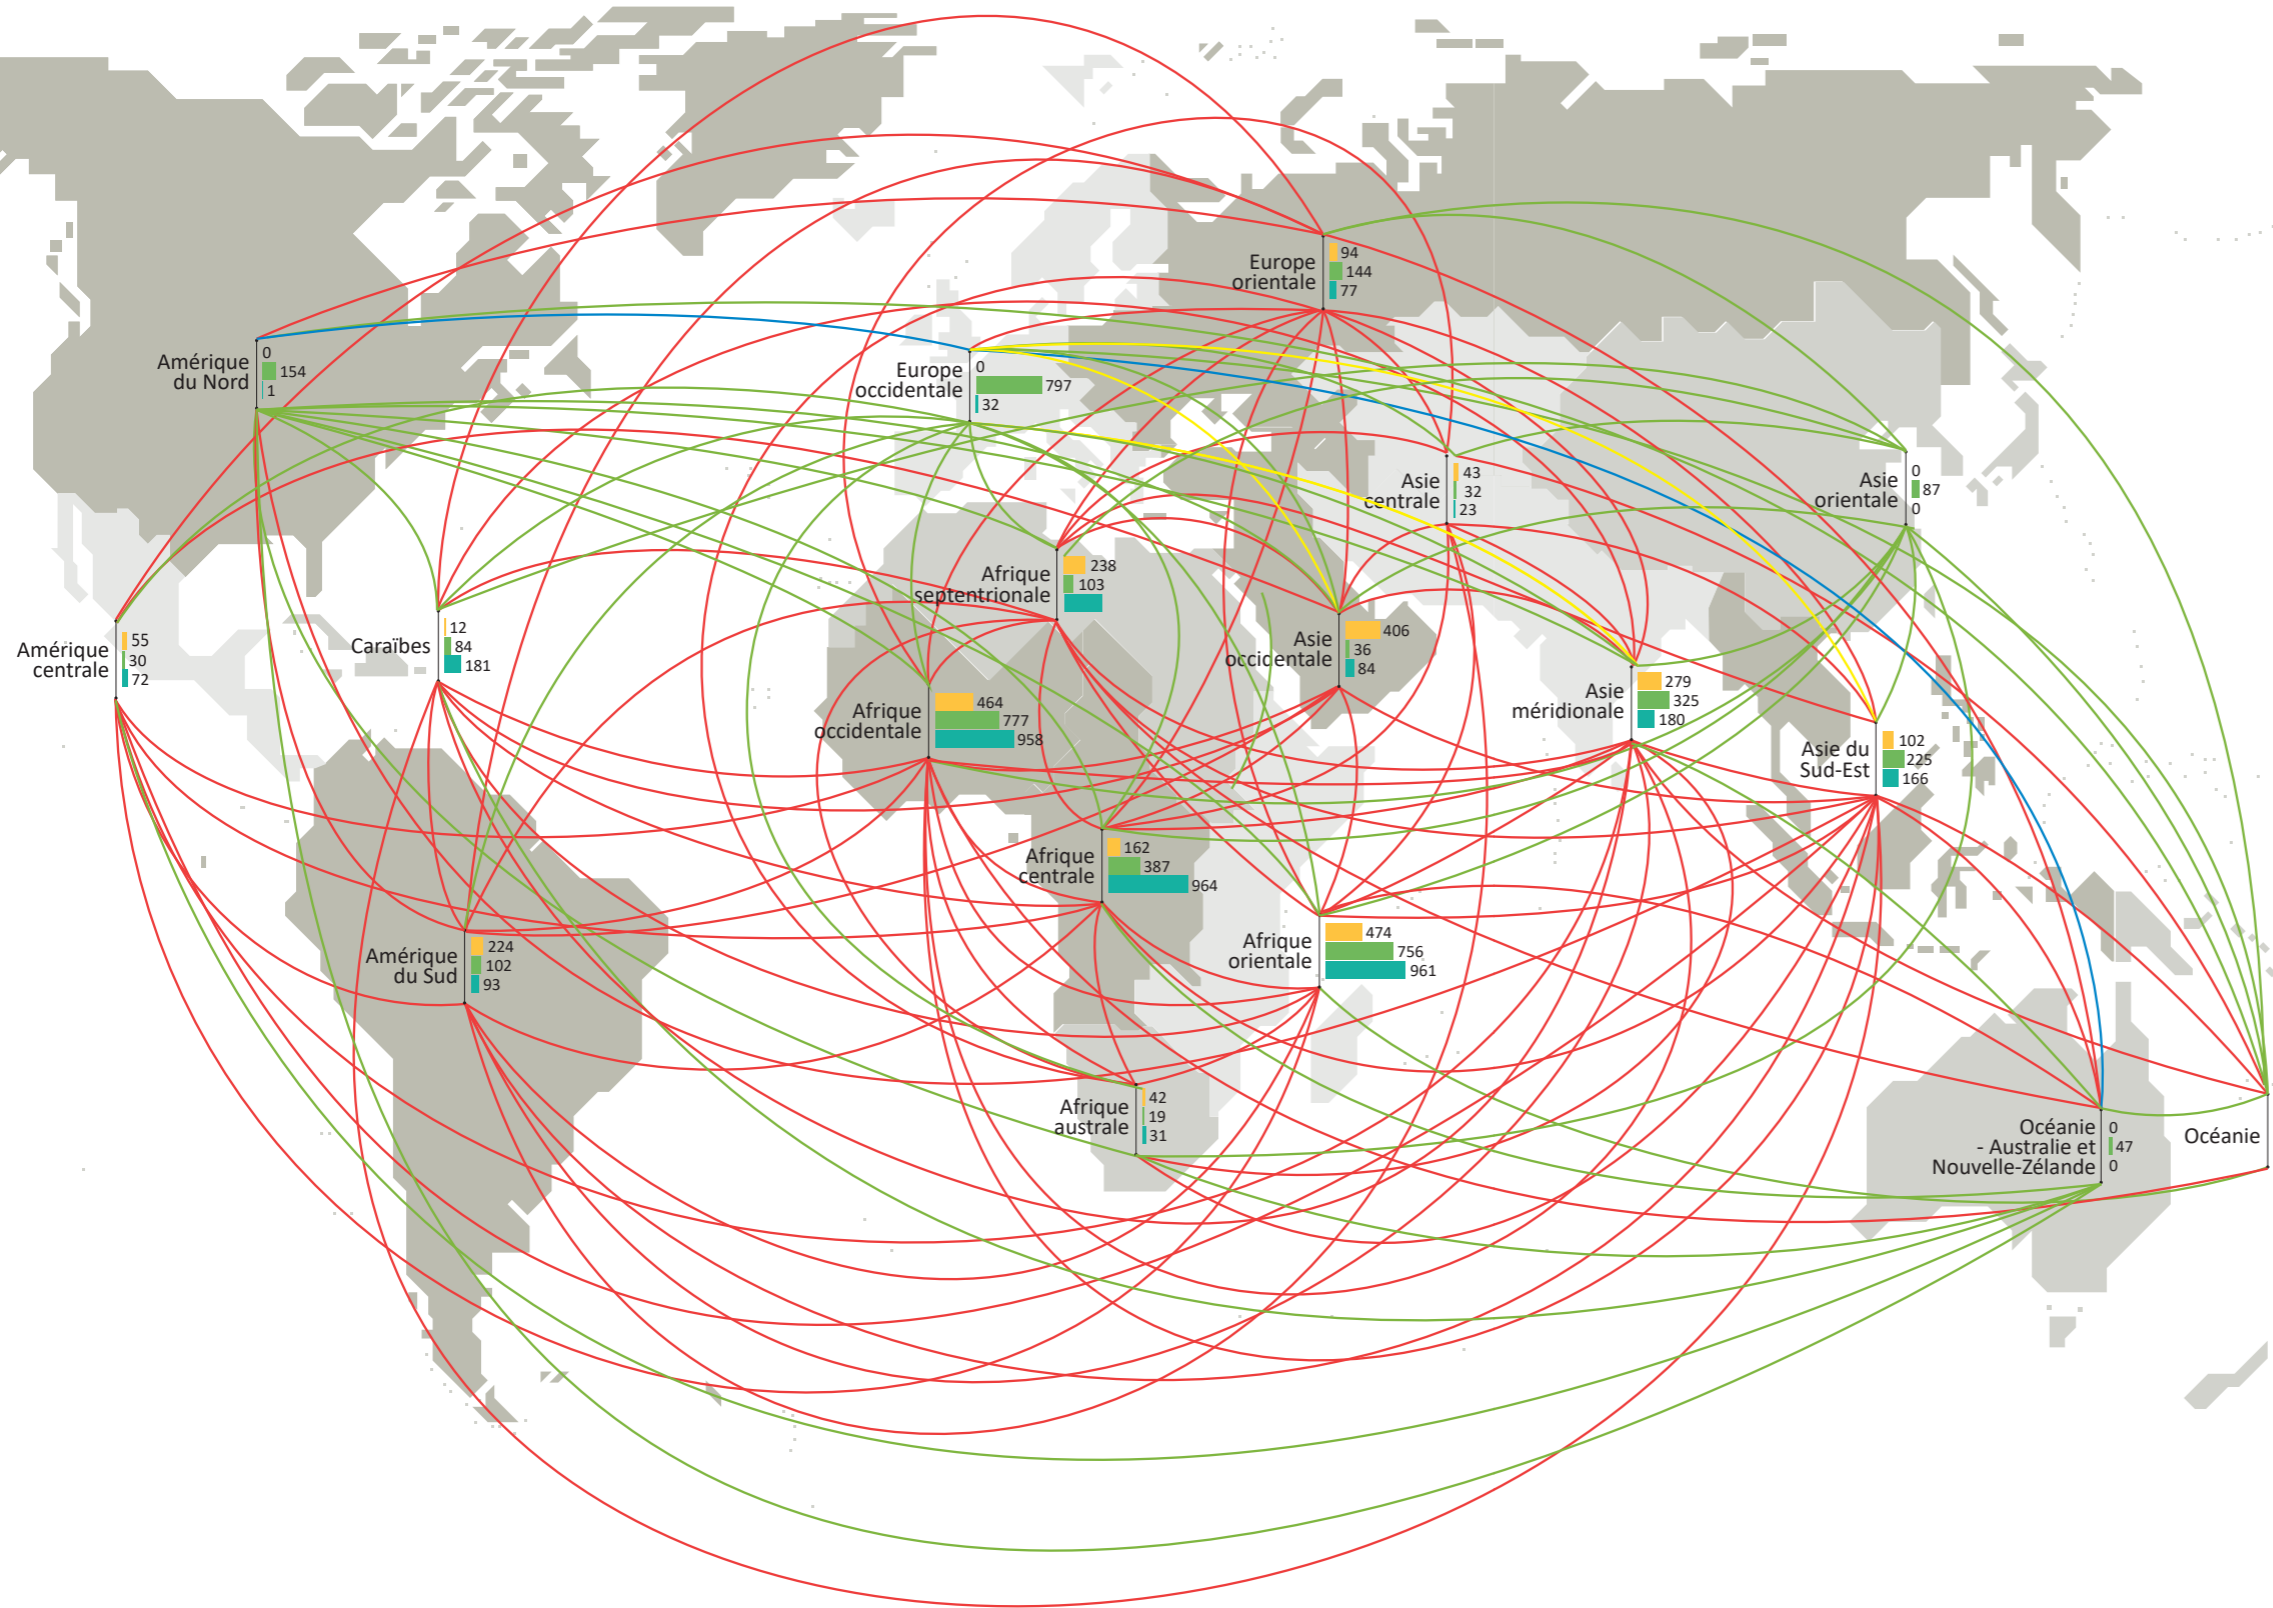 Europe
orientale
94
144
77
Amérique
du Nord
0
154
1
Europe
occidentale
0
797
32
Asie
centrale
43
32
23
Asie
orientale
0
87
0
Afrique
septentrionale
238
103
Amérique
centrale
55
30
72
Caraïbes
12
84
181
Asie
occidentale
406
36
84
Afrique
occidentale
464
777
958
Asie
méridionale
279
325
180
Asie du
Sud-Est
102
225
166
Afrique
centrale
162
387
964
Amérique
du Sud
224
102
93
Afrique
orientale
474
756
961
Afrique
australe
42
19
31
Océanie
- Australie et
Nouvelle-Zélande
0
47
0
Océanie